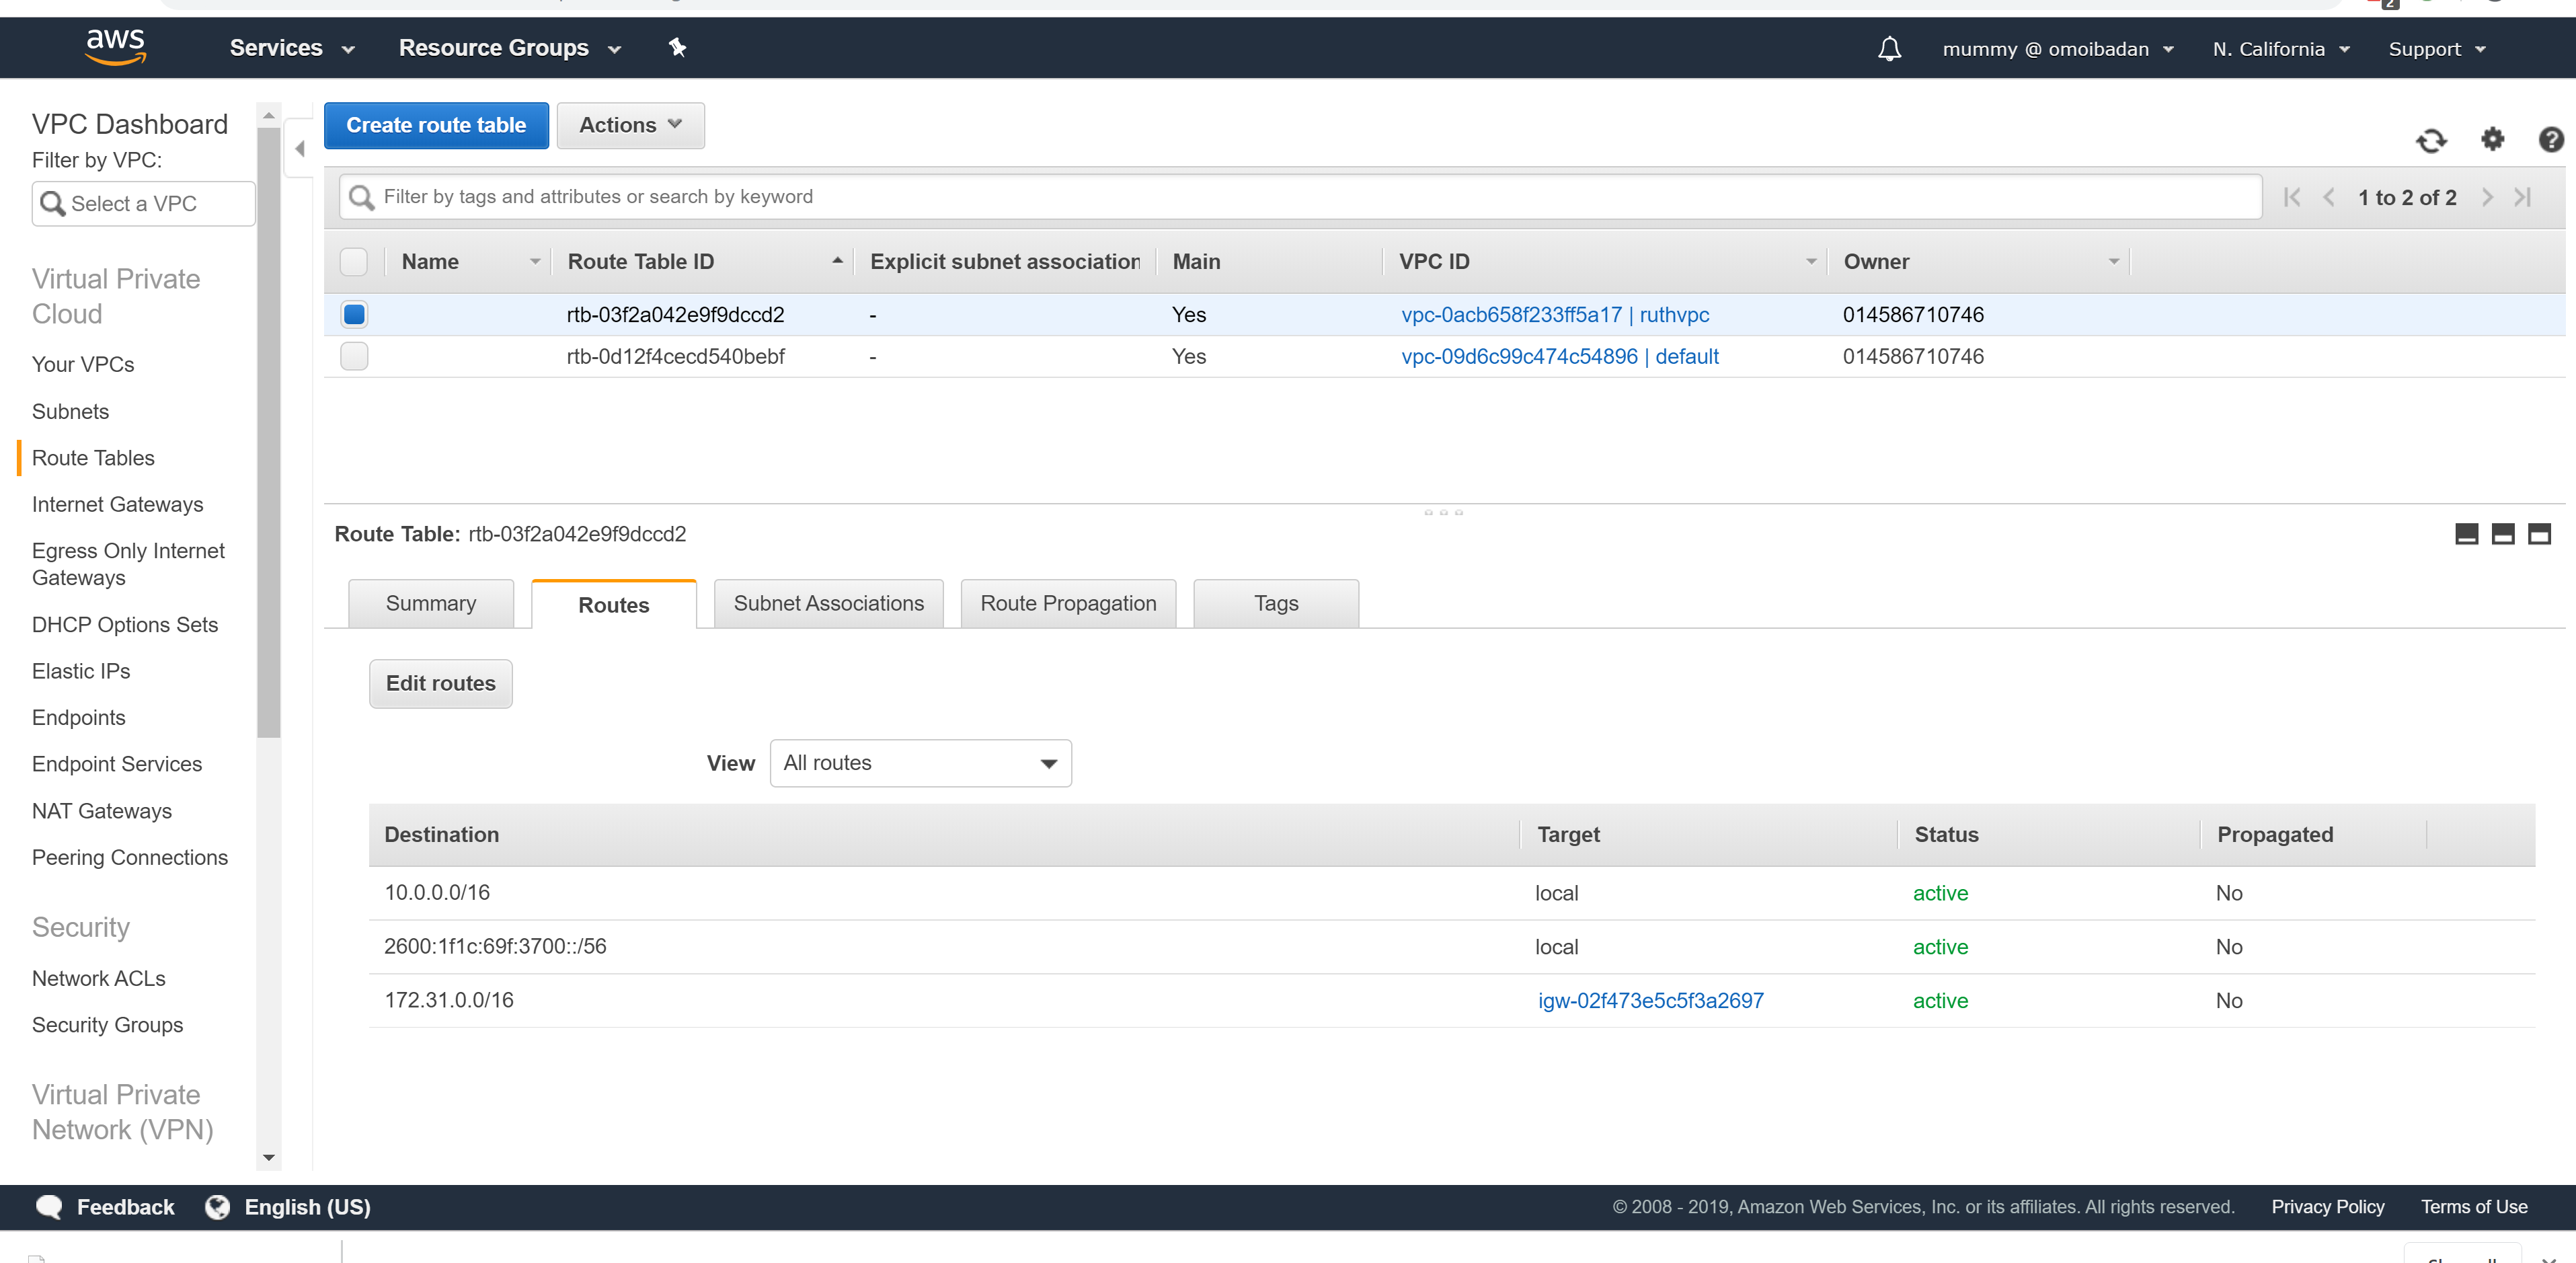 2
aws
Services
Resource Groups
mummy @ omoibadan
N. California
Support
VPC Dashboard
Filter by VPC:
Select a VPC
Virtual Private
Cloud
Your VPCs
Subnets
Route Tables
Internet Gateways
Egress Only Internet
Gateways
DHCP Options Sets
Elastic IPs
Endpoints
Endpoint Services
NAT Gateways
Peering Connections
Security
Network ACLs
Security Groups
Virtual Private
Network (VPN)
Create route table
Actions
Filter by tags and attributes or search by keyword
1 to 2 of 2
Name Route Table ID Explicit subnet association Main VPC ID Owner
rtb-03f2a042e9f9dccd2 - Yes vpc-0acb658f233ff5a17 | ruthvpc 014586710746
rtb-0d12f4cecd540bebf - Yes vpc-09d6c99c474c54896 | default 014586710746
Route Table: rtb-03f2a042e9f9dccd2
Summary Routes Subnet Associations Route Propagation Tags
Edit routes
View All routes
Destination Target Status Propagated
10.0.0.0/16 local active No
2600:1f1c:69f:3700::/56 local active No
172.31.0.0/16 igw-02f473e5c5f3a2697 active No
Feedback
English (US)
© 2008 - 2019, Amazon Web Services, Inc. or its affiliates. All rights reserved.
Privacy Policy
Terms of Use